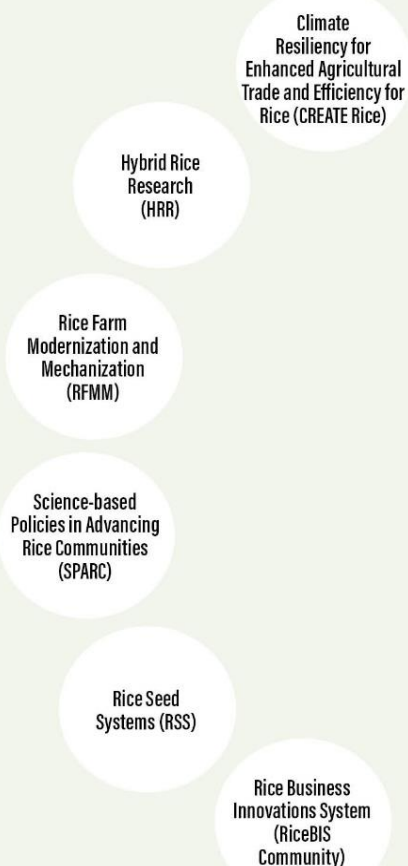 Climate
Resiliency for
Enhanced Agricultural
Trade and Efficiency for
Rice (CREATE Rice)
Hybrid Rice
Research
(HRR)
Rice Farm
Modernization and
Mechanization
(RFMM)
Science-based
Policies in Advancing
Rice Communities
(SPARC)
Rice Seed
Systems (RSS)
Rice Business
Innovations System
(RiceBIS
Community)